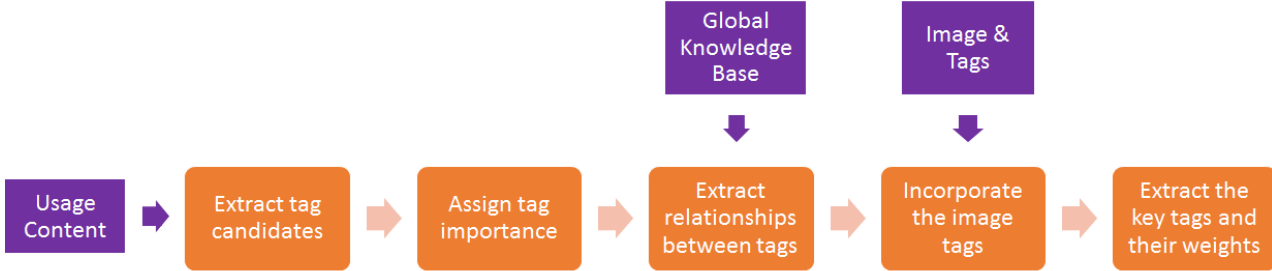 Global
Knowledge
Base
Image &
Tags
Usage
Content
Extract tag
candidates
Assign tag
importance
Extract
relationships
between tags
Incorporate
the image
tags
Extract the
key tags and
their weights